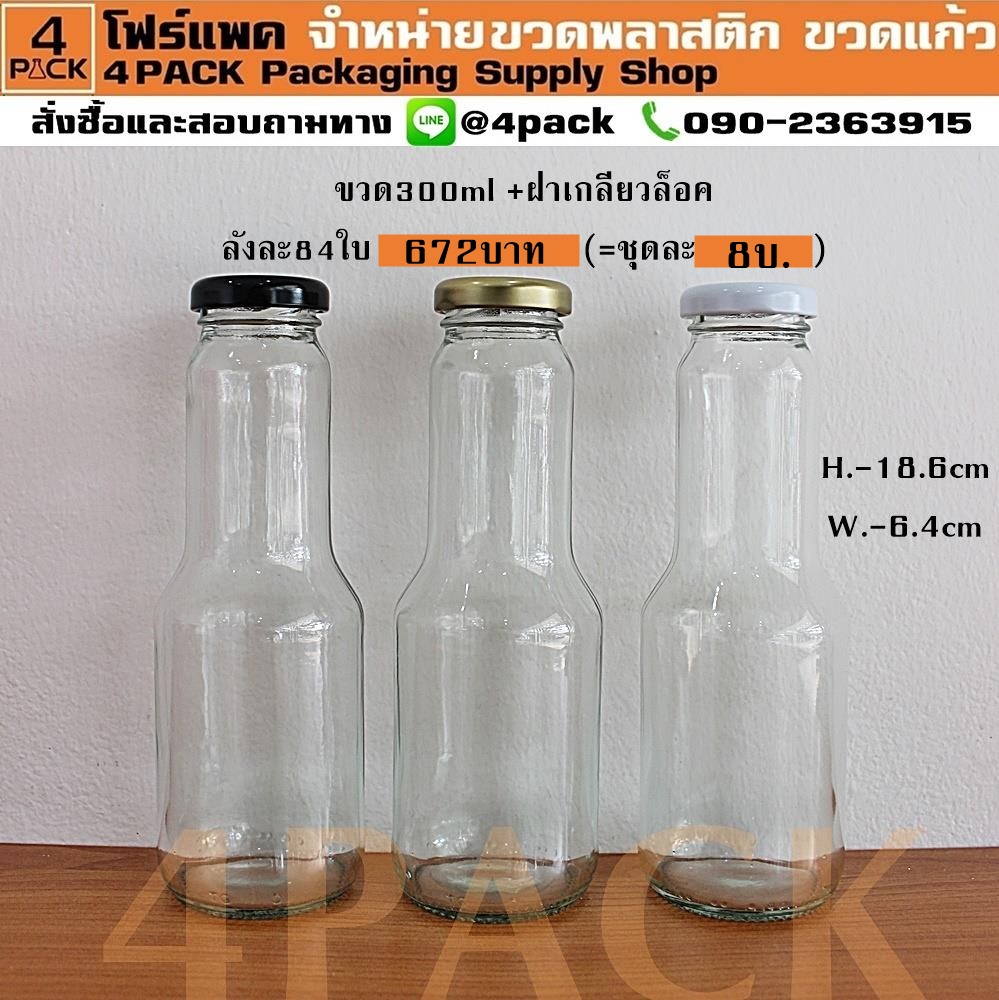 4
PACK
โฟร์แพค จำหน่ายขวดพลาสติก ขวดแก้ว
4 PACK Packaging Supply Shop
สั่งซื้อและสอบถามทาง LINE @4pack 090-2363915
ขวด300ml +ฝาเกลียวล็อค
ลังละ84ใบ 672บาท (=ชุดละ 8บ. )
H.-18.6cm
W.-6.4cm
4PACK